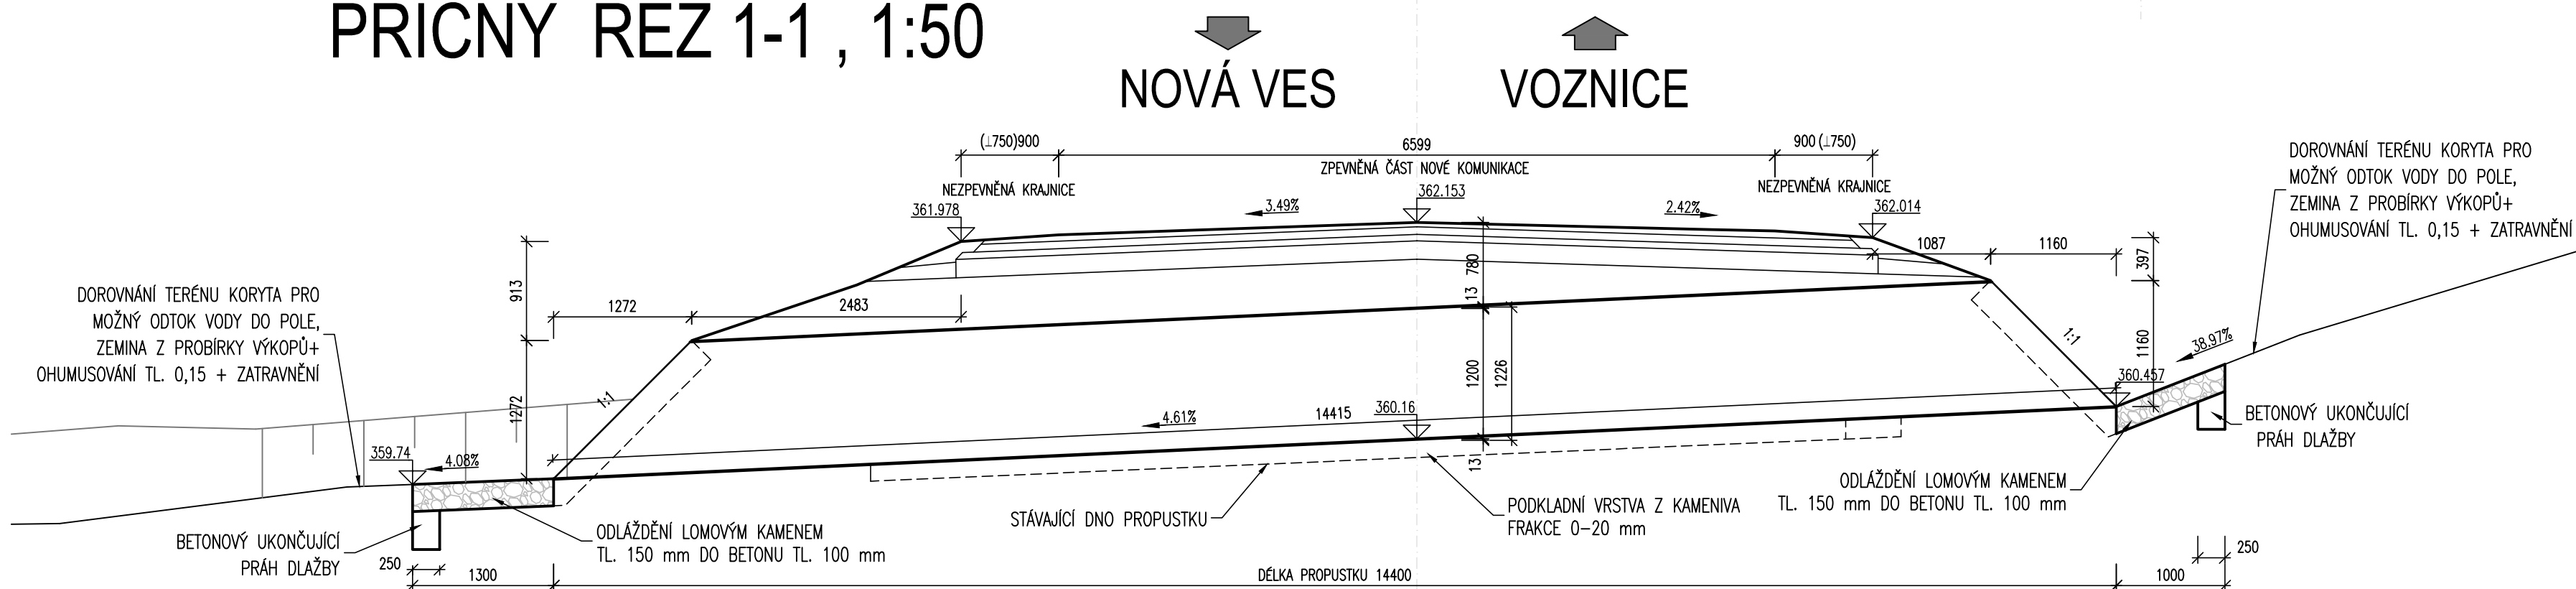 PŘÍČNÝ ŘEZ 1-1 , 1:50
NOVÁ VES
VOZNICE
(⊥750)900
6599
900(⊥750)
ZPEVNĚNÁ ČÁST NOVÉ KOMUNIKACE
NEZPEVNĚNÁ KRAJNICE
NEZPEVNĚNÁ KRAJNICE
361.978
3.49%
362.153
2.42%
362.014
DOROVNÁNÍ TERÉNU KORYTA PRO
MOŽNÝ ODTOK VODY DO POLE,
ZEMINA Z PROBÍRKY VÝKOPŮ+
OHUMUSOVÁNÍ TL. 0,15 + ZATRAVNĚNÍ
1087
1160
397
913
780
13
1272
2483
DOROVNÁNÍ TERÉNU KORYTA PRO
MOŽNÝ ODTOK VODY DO POLE,
ZEMINA Z PROBÍRKY VÝKOPŮ+
OHUMUSOVÁNÍ TL. 0,15 + ZATRAVNĚNÍ
1:1
1:1
1160
38.97%
1200
1226
360.457
1272
4.61%
14415
360.16
13
359.74
4.08%
BETONOVÝ UKONČUJÍCÍ
PRÁH DLAŽBY
ODLÁŽDĚNÍ LOMOVÝM KAMENEM
TL. 150 mm DO BETONU TL. 100 mm
STÁVAJÍCÍ DNO PROPUSTKU
PODKLADNÍ VRSTVA Z KAMENIVA
FRAKCE 0-20 mm
ODLÁŽDĚNÍ LOMOVÝM KAMENEM
TL. 150 mm DO BETONU TL. 100 mm
BETONOVÝ UKONČUJÍCÍ
PRÁH DLAŽBY
250
1300
DÉLKA PROPUSTKU 14400
1000
250